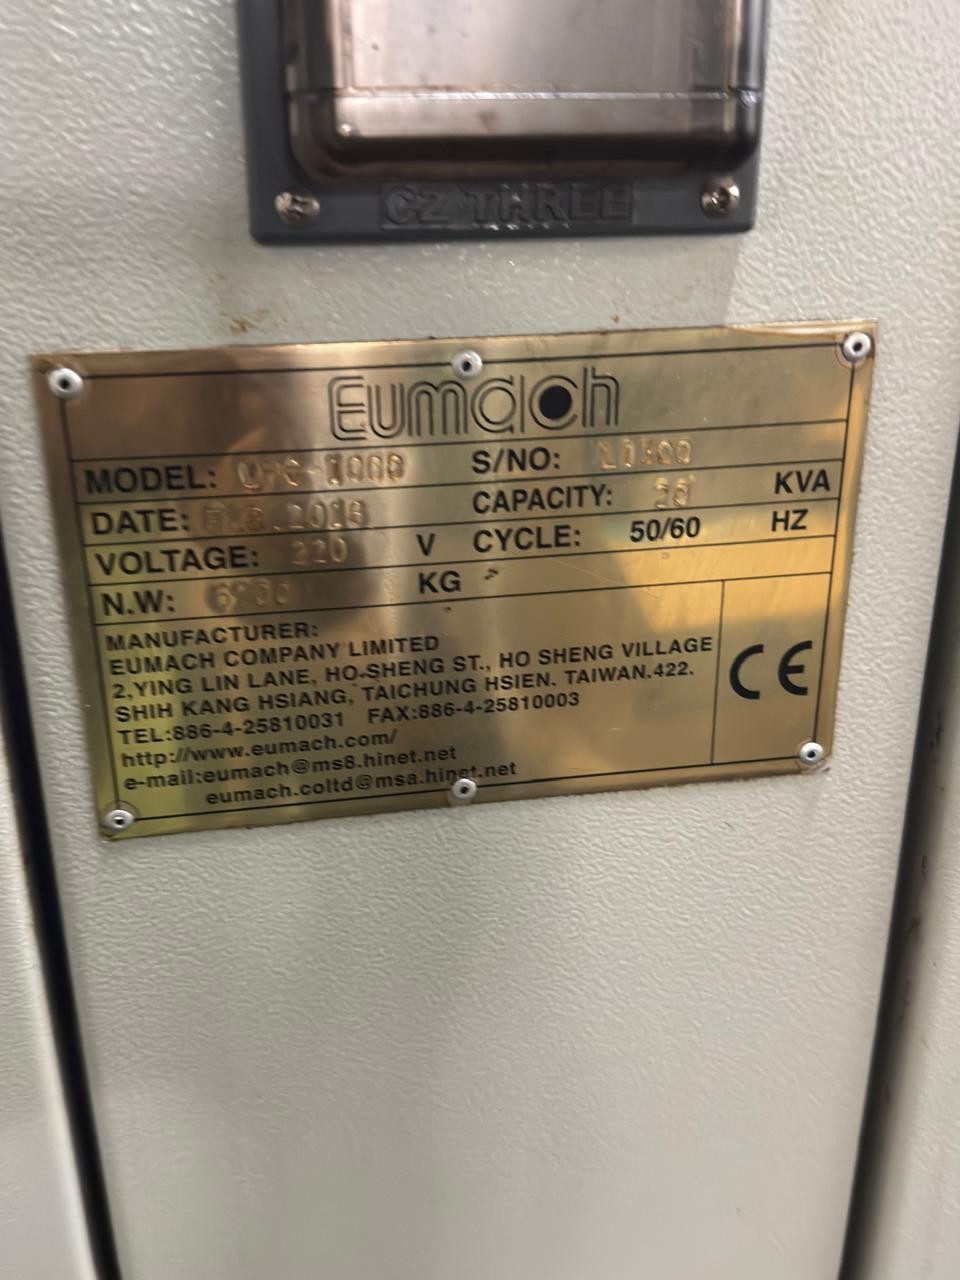 CZ THREE
Eumach
MODEL: S/NO:
DATE: 2016 CAPACITY: KVA
VOLTAGE: 220 V CYCLE: 50/60 HZ
N.W: KG
MANUFACTURER:
EUMACH COMPANY LIMITED
2,YING LIN LANE, HO-SHENG ST., HO SHENG VILLAGE
SHIH KANG HSIANG, TAICHUNG HSIEN. TAIWAN.422.
TEL:886-4-25810031 FAX:886-4-25810003
http://www.eumach.com/
e-mail:eumach@ms8.hinet.net
eumach.coltd@msa.hinet.net
CE